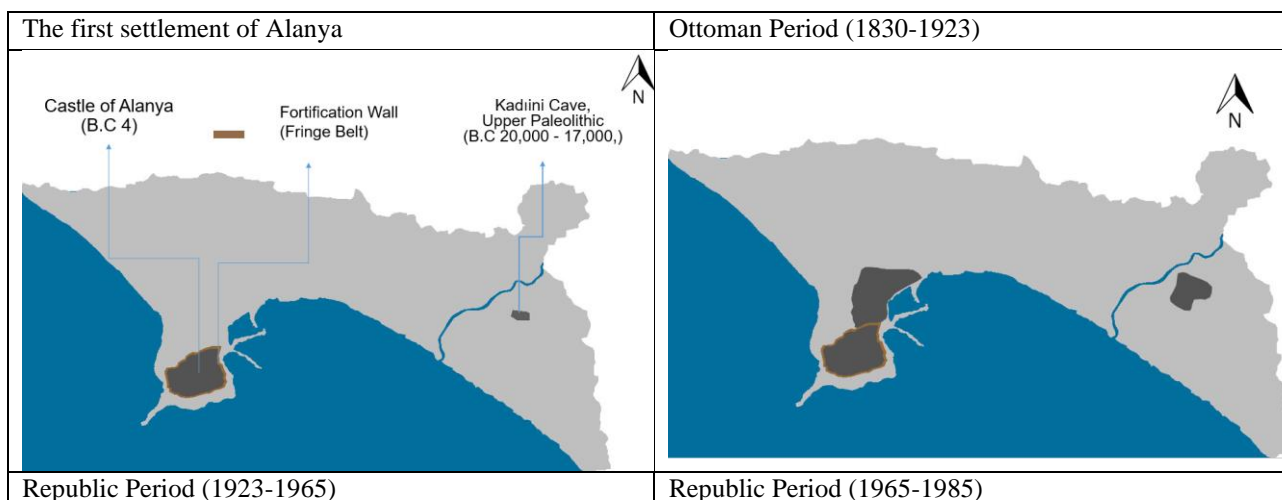 The first settlement of Alanya
Ottoman Period (1830-1923)
Castle of Alanya
(B.C 4)
Fortification Wall
(Fringe Belt)
Kadıini Cave,
Upper Paleolithic
(B.C 20,000 - 17,000,)
N
N
Republic Period (1923-1965)
Republic Period (1965-1985)